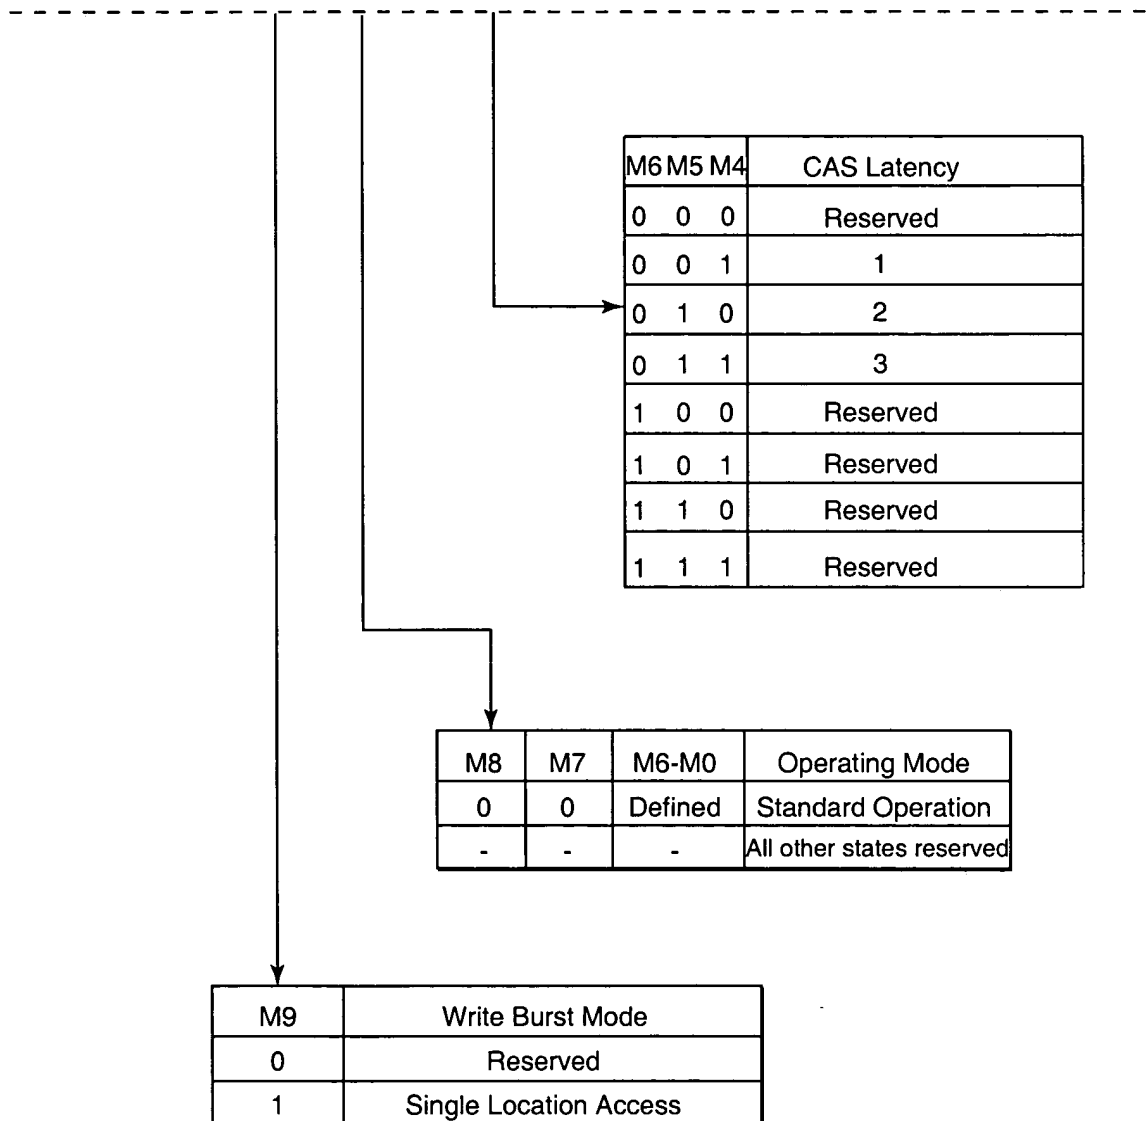 M6 M5 M4 CAS Latency
0 0 0 Reserved
0 0 1 1
0 1 0 2
0 1 1 3
1 0 0 Reserved
1 0 1 Reserved
1 1 0 Reserved
1 1 1 Reserved
M8 M7 M6-M0 Operating Mode
0 0 Defined Standard Operation
- - - All other states reserved
M9 Write Burst Mode
0 Reserved
1 Single Location Access